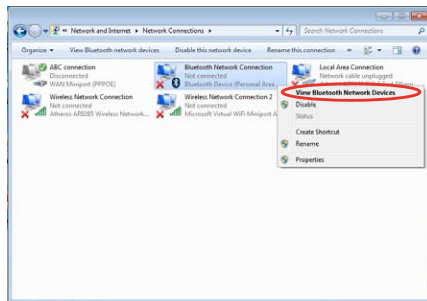 Network and Internet ▸ Network Connections ▸
Search Network Connections
Organize
View Bluetooth network devices
Disable this network device
Rename this connection
»
ABC connection
Disconnected
WAN Miniport (PPPOE)
Bluetooth Network Connection
Not connected
Bluetooth Device (Personal Area ...
Local Area Connection
Network cable unplugged
Wireless Network Connection
Not connected
Atheros AR9285 Wireless Network...
Wireless Network Connection 2
Not connected
Microsoft Virtual WiFi Miniport A
View Bluetooth Network Devices
Disable
Status
Create Shortcut
Rename
Properties